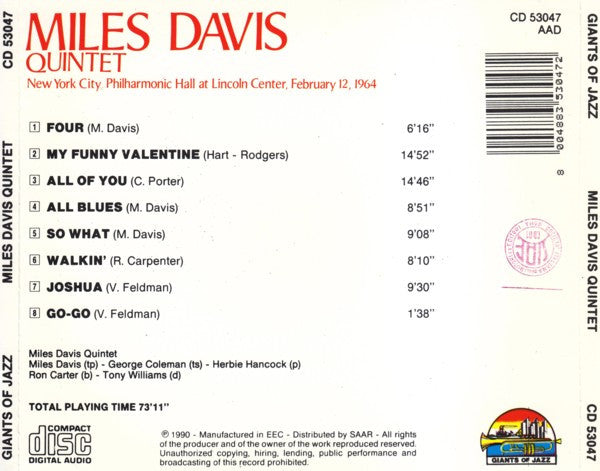 CD 53047
MILES DAVIS QUINTET
GIANTS OF JAZZ
MILES DAVIS
QUINTET
New York City, Philharmonic Hall at Lincoln Center, February 12, 1964
CD 53047
AAD
8 004883 530472
1 FOUR (M. Davis) 6'16"
2 MY FUNNY VALENTINE (Hart - Rodgers) 14'52"
3 ALL OF YOU (C. Porter) 14'46"
4 ALL BLUES (M. Davis) 8'51"
5 SO WHAT (M. Davis) 9'08"
6 WALKIN' (R. Carpenter) 8'10"
7 JOSHUA (V. Feldman) 9'30"
8 GO-GO (V. Feldman) 1'38"
Miles Davis Quintet
Miles Davis (tp) - George Coleman (ts) - Herbie Hancock (p)
Ron Carter (b) - Tony Williams (d)
TOTAL PLAYING TIME 73'11"
COMPACT
disc
DIGITAL AUDIO
℗ 1990 - Manufactured in EEC - Distributed by SAAR - All rights
of the producer and of the owner of the work reproduced reserved.
Unauthorized copying, hiring, lending, public performance and
broadcasting of this record prohibited.
GIANTS OF JAZZ
GIANTS OF JAZZ
MILES DAVIS QUINTET
CD 53047